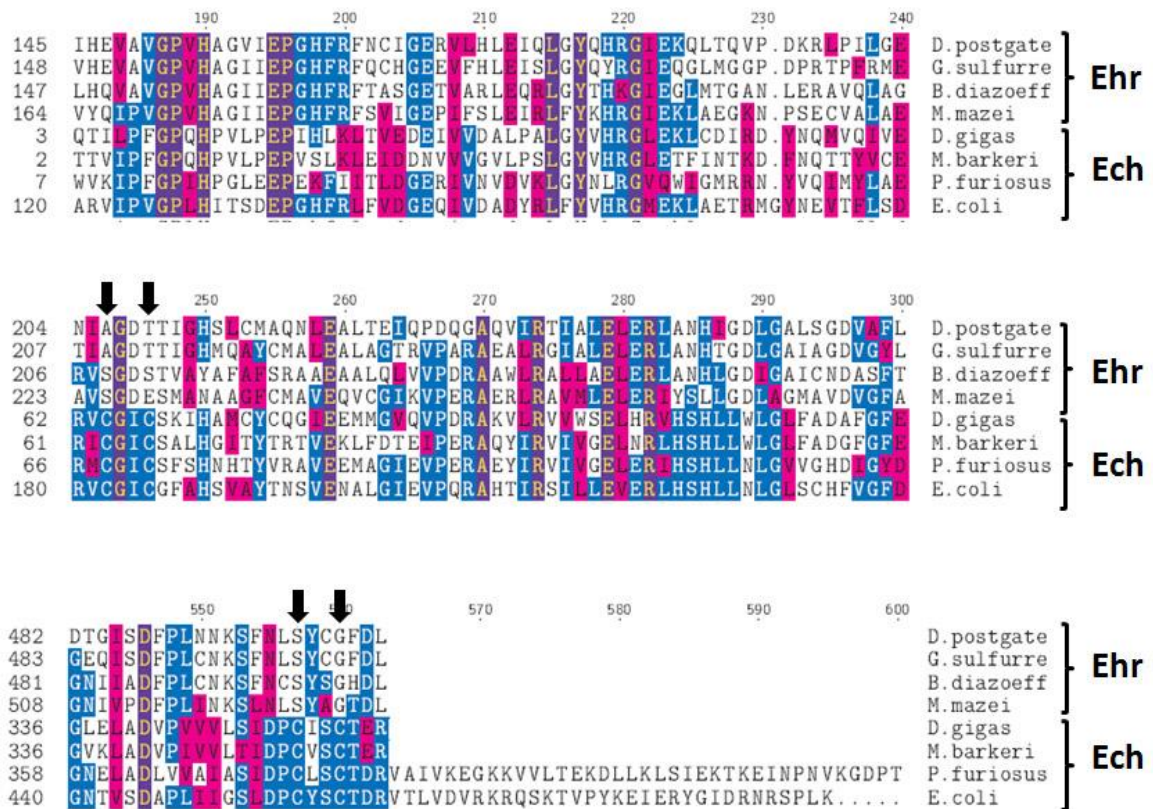 190 200 210 220 230 240
145 IHEVAVGPVHAGVIEPGHFRFNCIGERVLHLEIQLGYQHRGIEKQLTQVP.DKRLPILGE D.postgate
148 VHEVAVGPVHAGIIEPGHFRFQCHGEEVFHLEISLGYQYRGIEQGLMGGP.DPRTPFRME G.sulfurre
147 LHQVAVGPVHAGIIEPGHFRFTASGETVARLEQRLGYTHKGIEGLMTGAN.LERAVQLAG B.diazoeff
164 VYQIPVGPVHAGIIEPGHFRFSVIGEPIFSLEIRLFYKHRGIEKLAEGKN.PSECVALAE M.mazei
Ehr
3 QTILPFGPQHPVLPEPIHLKLTVEDEIVVDALPALGYVHRGLEKLCDIRD.YNQMVQIVE D.gigas
2 TTVIPFGPQHPVLPEPVSLKLEIDDNVVVGVLPSLGYVHRGLETFINTKD.FNQTTYVCE M.barkeri
7 WVKIPFGPIHPGLEEPEKFIITLDGERIVNVDVKLGYNLRGVQWIGMRRN.YVQIMYLAE P.furiosus
120 ARVIPVGPLHITSDEPGHFRLFVDGEQIVDADYRLFYVHRGMEKLAETRMGYNEVTFLSD E.coli
Ech
250 260 270 280 290 300
204 NIAGDTTIGHSLCMAQNLEALTEIQPDQGAQVIRTIALELERLANHIGDLGALSGDVAFL D.postgate
207 TIAGDTTIGHMQAYCMALEALAGTRVPARAEALRGIALELERLANHTGDLGAIAGDVGYL G.sulfurre
206 RVSGDSTVAYAFAFSRAAEAALQLVVPDRAAWLRALLAELERLANHLGDIGAICNDASFT B.diazoeff
223 AVSGDESMANAAGFCMAVEQVCGIKVPERAERLRAVMLELERIYSLLGDLAGMAVDVGFA M.mazei
Ehr
62 RVCGICSKIHAMCYCQGIEEMMGVQVPDRAKVLRVVWSELHRVHSHLLWLGLFADAFGFE D.gigas
61 RICGICSALHGITYTRTVEKLFDTEIPERAQYIRVIVGELNRLHSHLLWLGLFADGFGFE M.barkeri
66 RMCGICSFSHNHTYVRAVEEMAGIEVPERAEYIRVIVGELERIHSHLLNLGVVGHDIGYD P.furiosus
180 RVCGICGFAHSVAYTNSVENALGIEVPQRAHTIRSILLEVERLHSHLLNLGLSCHFVGFD E.coli
Ech
550 570 580 590 600
482 DTGISDFPLNNKSFNLSYCGFDL D.postgate
483 GEQISDFPLCNKSFNLSYCGFDL G.sulfurre
481 GNIIADFPLCNKSFNCSYSGHDL B.diazoeff
508 GNIVPDFPLINKSLNLSYAGTDL M.mazei
Ehr
336 GLELADVPVVVLSIDPCISCTER D.gigas
336 GVKLADVPIVVLTIDPCVSCTER M.barkeri
358 GNELADLVVAIASIDPCLSCTDRVAIVKEGKKVVLTEKDLLKLSIEKTKEINPNVKGDPT P.furiosus
440 GNTVSDAPLIIGSLDPCYSCTDRVTLVDVRKRQSKTVPYKEIERYGIDRNRSPLK...... E.coli
Ech